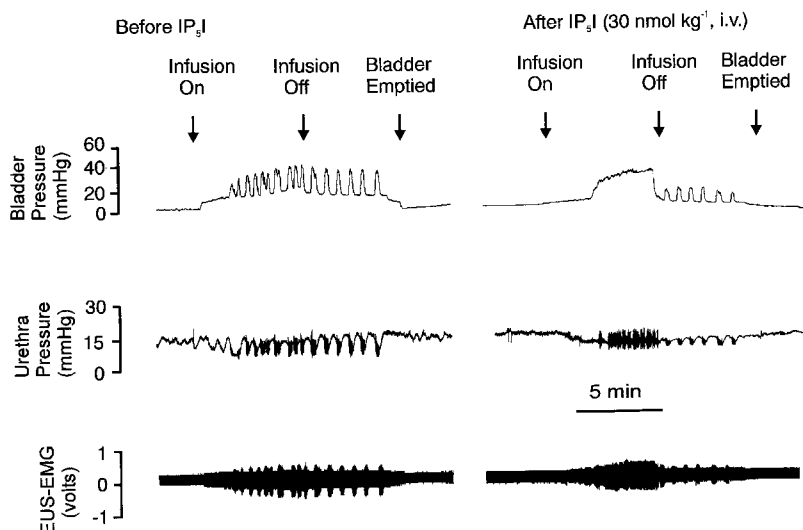 Before IP₅I
After IP₅I (30 nmol kg⁻¹, i.v.)
Infusion
On
Infusion
Off
Bladder
Emptied
Infusion
On
Infusion
Off
Bladder
Emptied
Bladder
Pressure
(mmHg)
60
40
20
0
Urethra
Pressure
(mmHg)
30
15
0
5 min
EUS-EMG
(volts)
1
0
-1